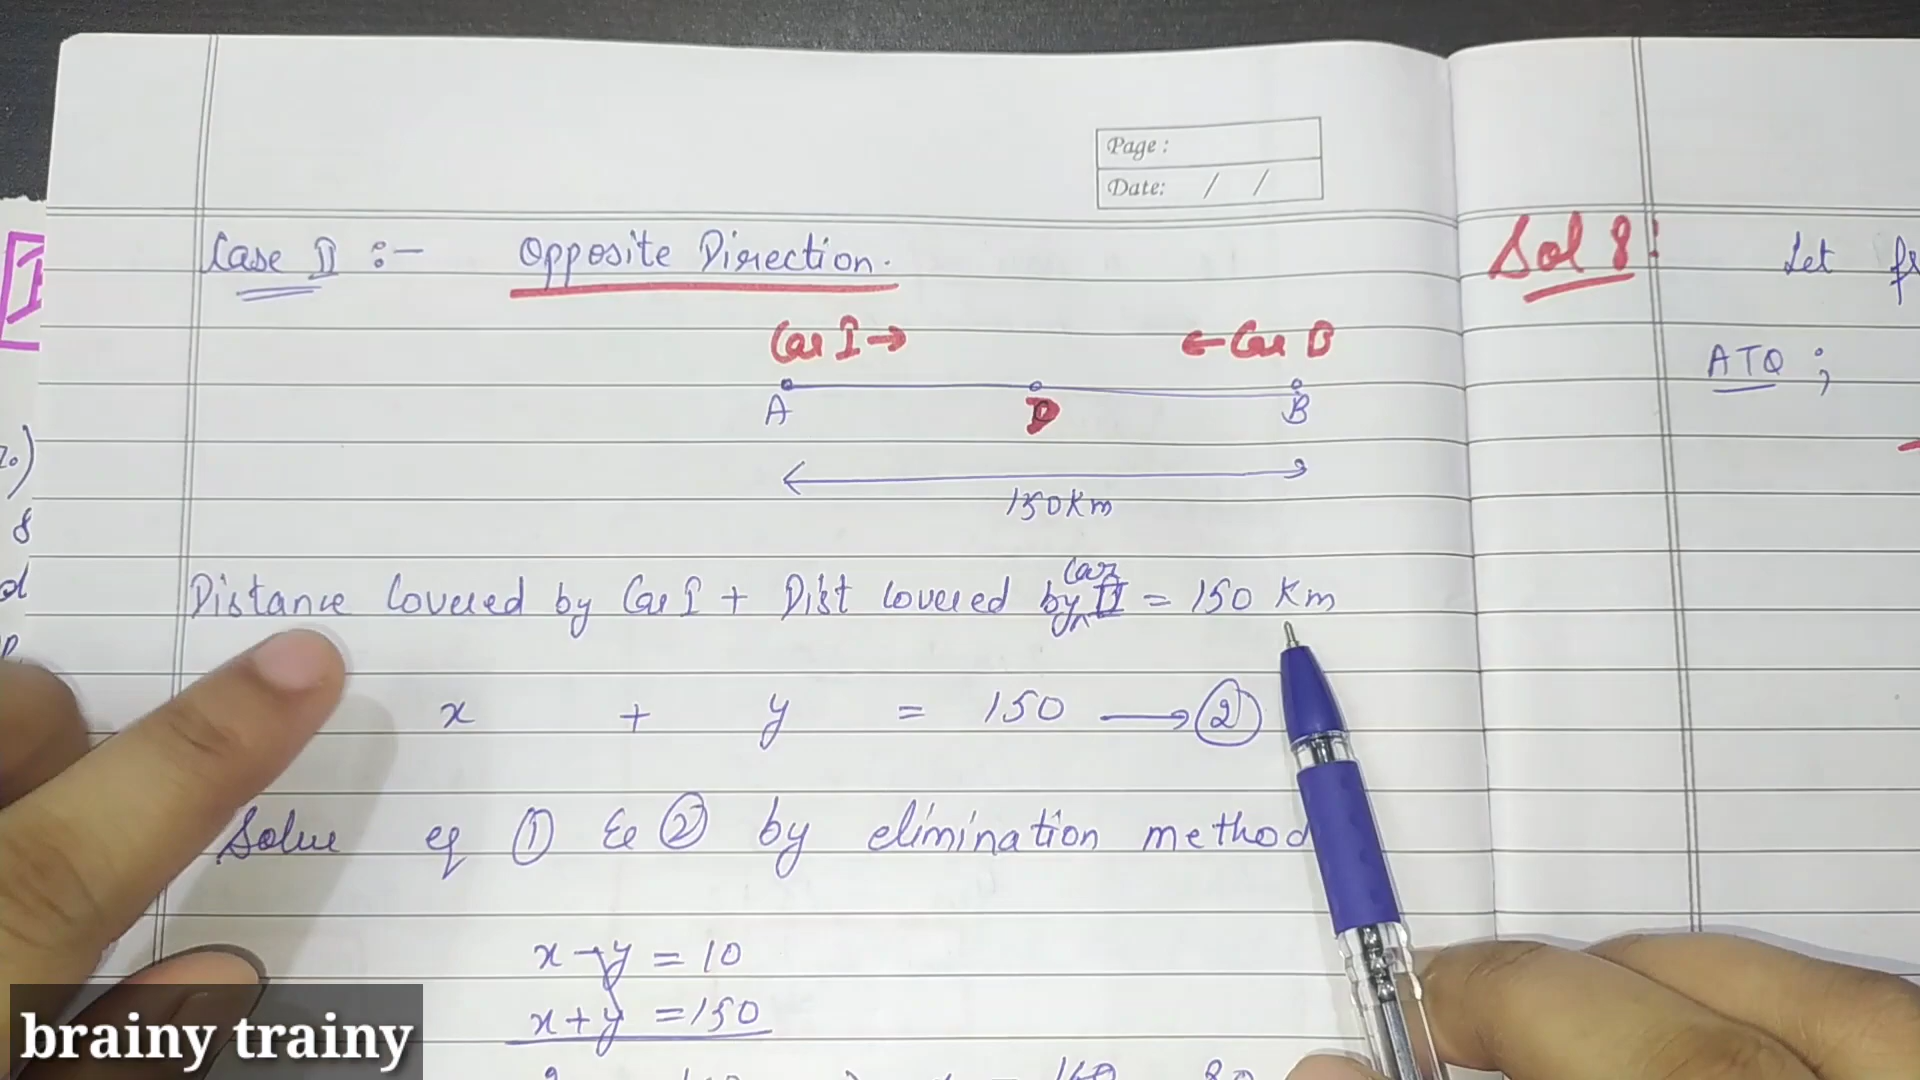 Page :
Date: / /
Case II :- Opposite Direction.
Car I → ← Car II
A D B
150 Km
Distance Covered by Car I + Dist covered by Car II = 150 Km
x + y = 150 → ②
Solve eq ① & ② by elimination method
x - y = 10
x + y = 150
Sol 8:
Let
ATQ ;
8
brainy trainy